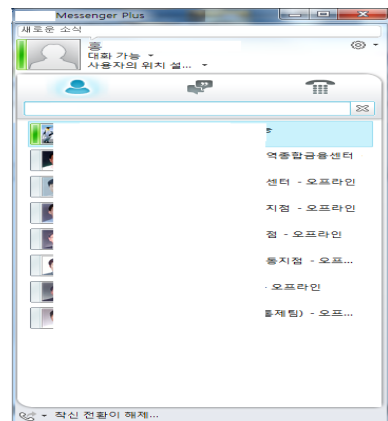 Messenger Plus
새로운 소식
홍
대화 가능
사용자의 위치 설...
역종합금융센터
센터 - 오프라인
지점 - 오프라인
점 - 오프라인
동지점 - 오프...
- 오프라인
틀제팀) - 오프...
착신 전환이 해제...